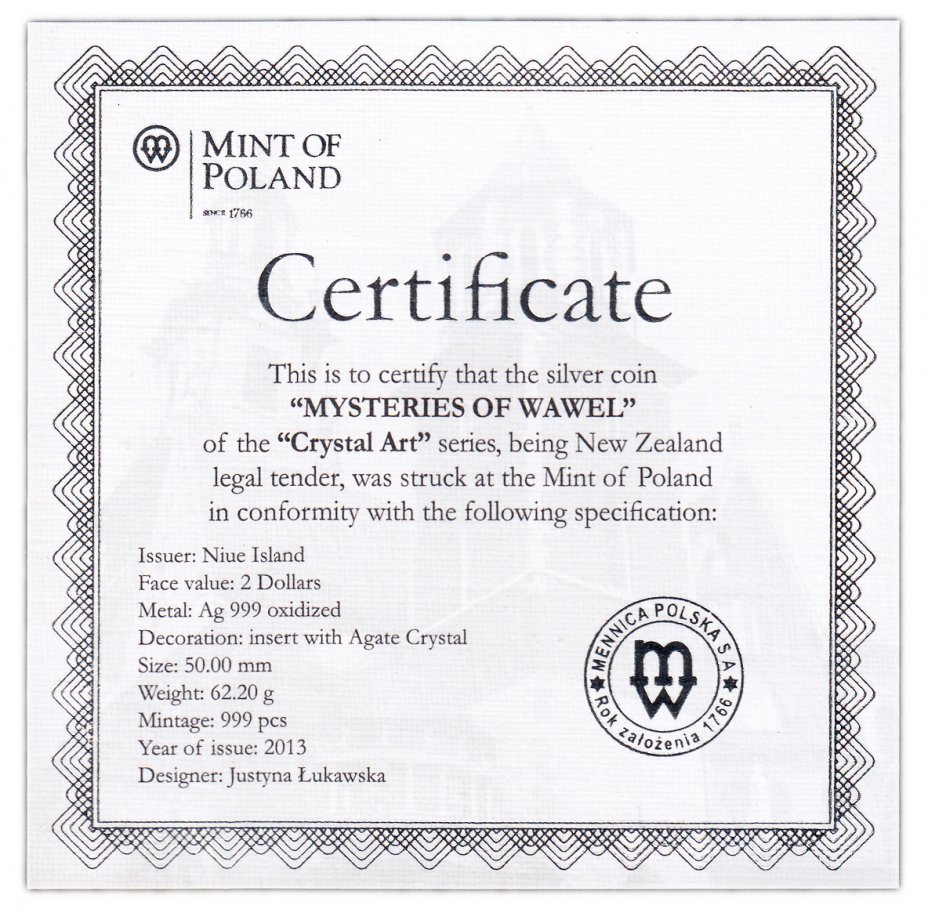 MINT OF
POLAND
SINCE 1766
Certificate
This is to certify that the silver coin
“MYSTERIES OF WAWEL”
of the “Crystal Art” series, being New Zealand
legal tender, was struck at the Mint of Poland
in conformity with the following specification:
Issuer: Niue Island
Face value: 2 Dollars
Metal: Ag 999 oxidized
Decoration: insert with Agate Crystal
Size: 50.00 mm
Weight: 62.20 g
Mintage: 999 pcs
Year of issue: 2013
Designer: Justyna Łukawska
MENNICA POLSKA S A
mw
Rok założenia 1766